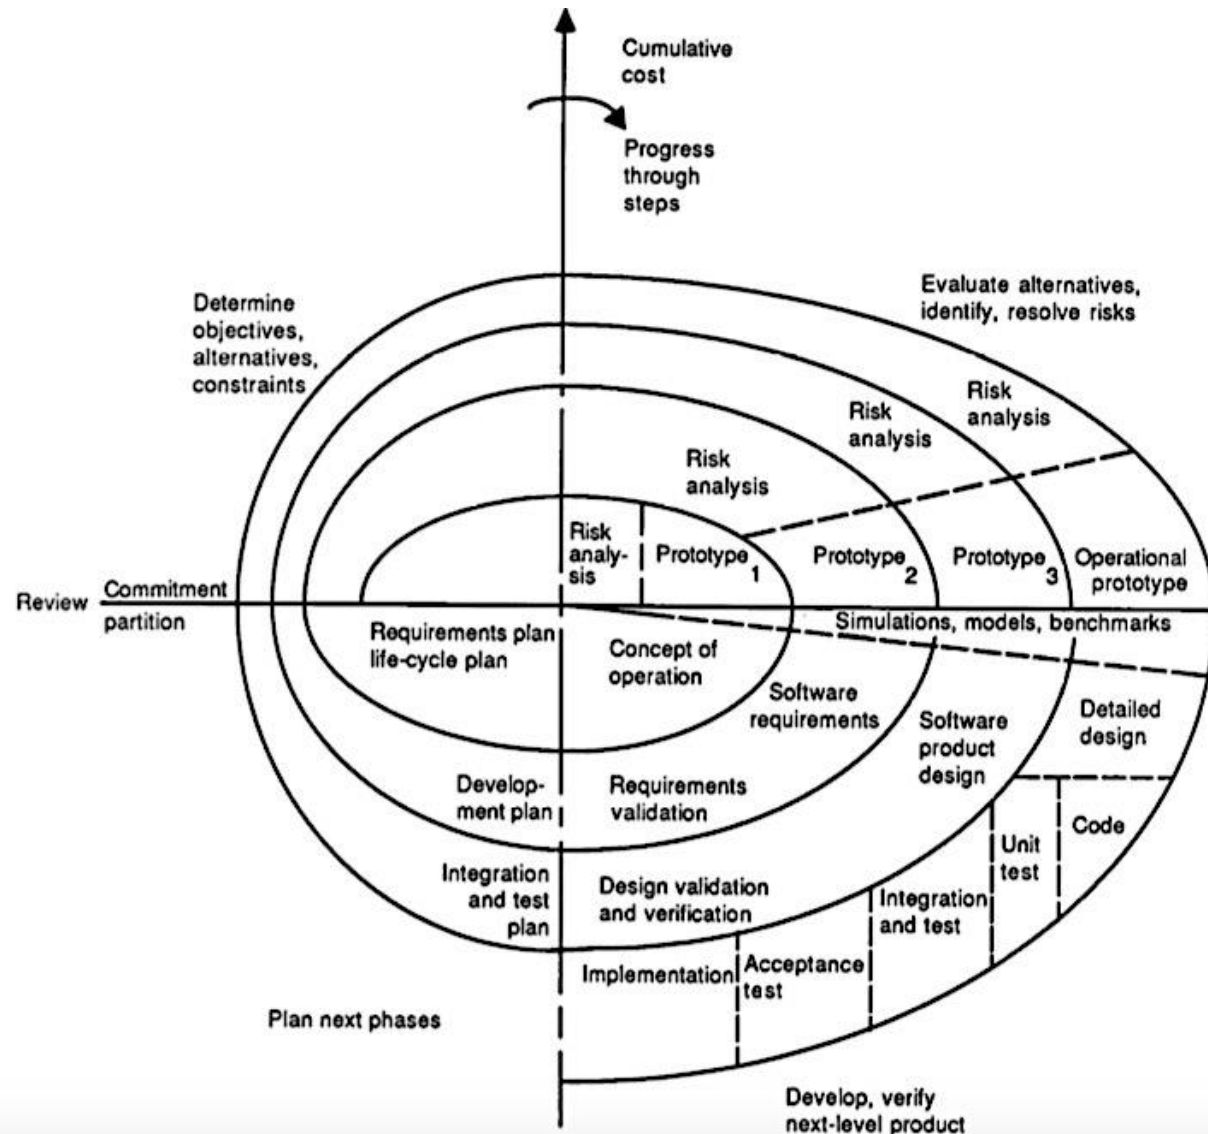 Cumulative
cost
Progress
through
steps
Determine
objectives,
alternatives,
constraints
Evaluate alternatives,
identify, resolve risks
Risk
analysis
Risk
analysis
Risk
analysis
Risk
analy-
sis
Prototype 1
Prototype 2
Prototype 3
Operational
prototype
Review
Commitment
partition
Simulations, models, benchmarks
Requirements plan
life-cycle plan
Concept of
operation
Software
requirements
Software
product
design
Detailed
design
Develop-
ment plan
Requirements
validation
Code
Unit
test
Integration
and test
plan
Design validation
and verification
Integration
and test
Acceptance
test
Implementation
Plan next phases
Develop, verify
next-level product